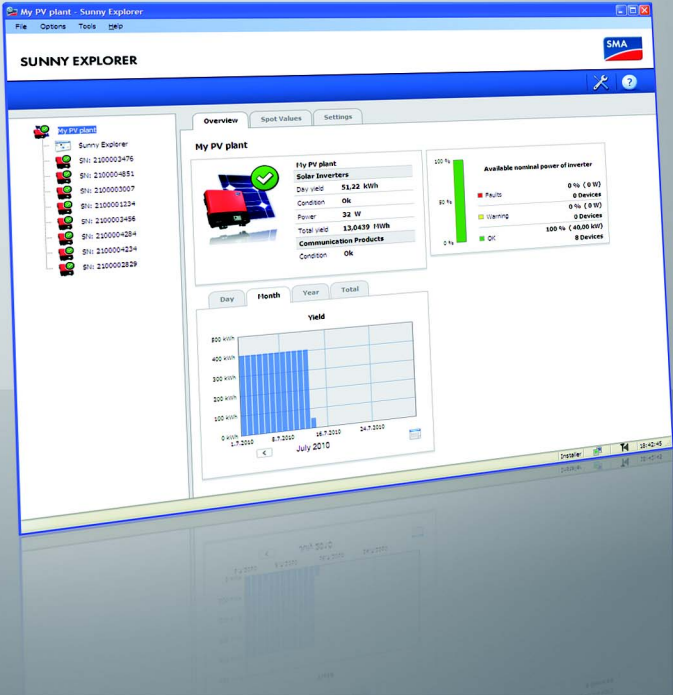 My PV plant - Sunny Explorer
File Options Tools Help
SUNNY EXPLORER
SMA
?
My PV plant
Sunny Explorer
SN: 2100003476
SN: 2100004851
SN: 2100003007
SN: 2100001234
SN: 2100003456
SN: 2100004284
SN: 2100004234
SN: 2100002829
Overview Spot Values Settings
My PV plant
My PV plant
Solar Inverters
Day yield 51,22 kWh
Condition Ok
Power 32 W
Total yield 13,0439 MWh
Communication Products
Condition Ok
100 %
50 %
0 %
Available nominal power of inverter
0 % ( 0 W)
Faults 0 Devices
0 % ( 0 W)
Warning 0 Devices
100 % ( 40,00 kW)
OK 8 Devices
Day Month Year Total
Yield
500 kWh
400 kWh
300 kWh
200 kWh
100 kWh
0 kWh
1.7.2010 8.7.2010 16.7.2010 24.7.2010
July 2010
Installer 18:42:45